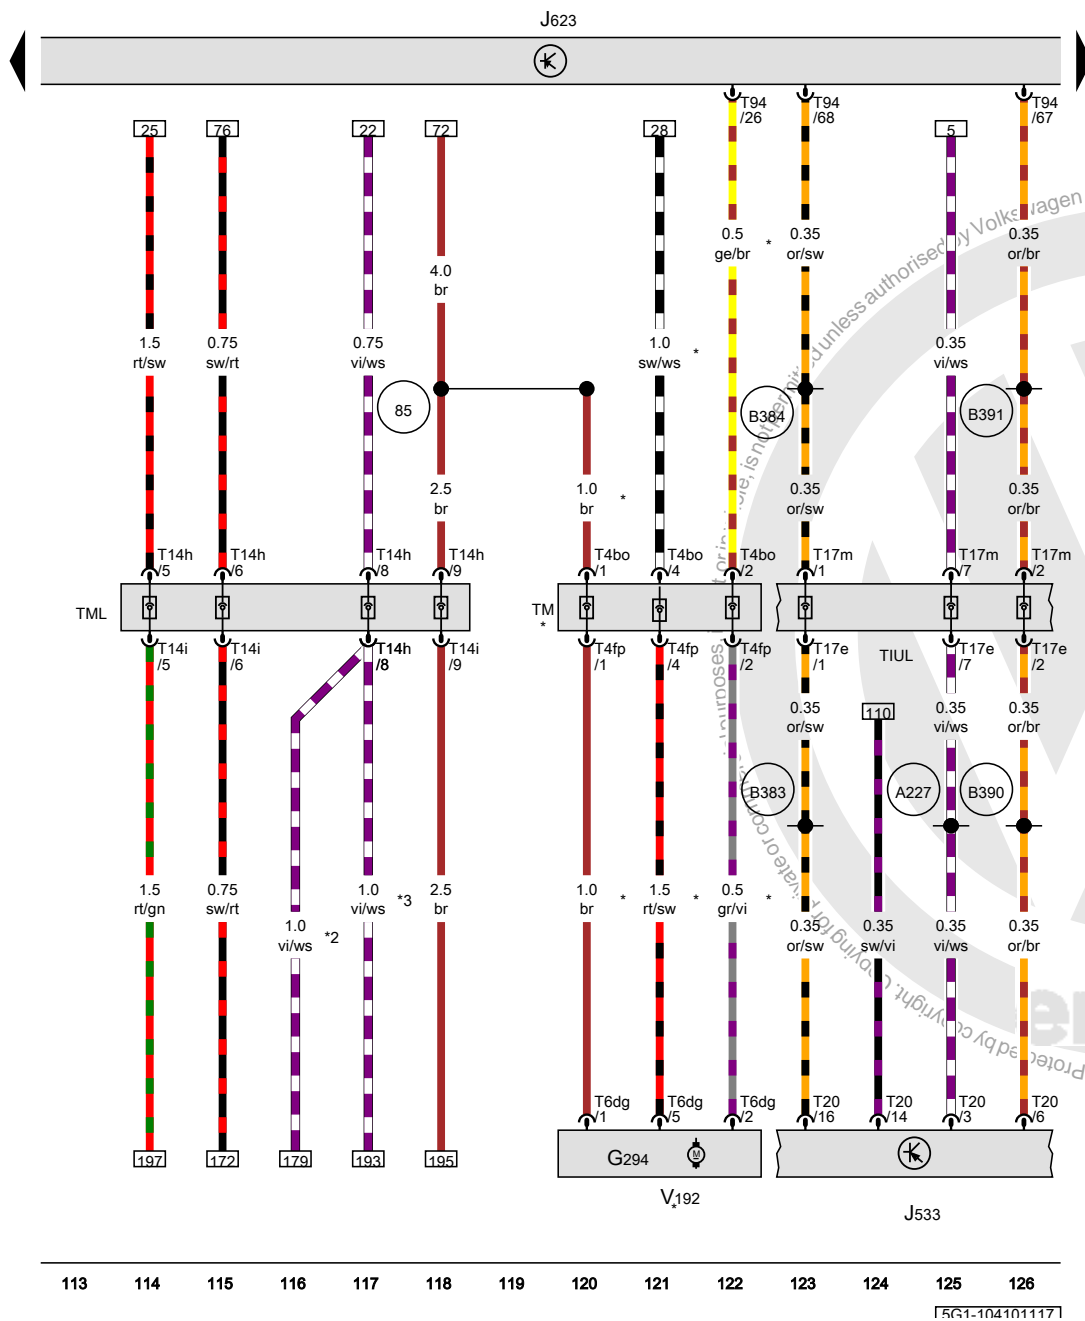 J623
T94
/26
T94
/68
T94
/67
25
76
22
72
28
5
0.5
ge/br
*
0.35
or/sw
0.35
or/br
4.0
br
1.5
rt/sw
0.75
sw/rt
0.75
vi/ws
1.0
sw/ws
*
0.35
vi/ws
85
B384
B391
2.5
br
1.0
br
*
0.35
or/sw
0.35
or/br
T14h
/5
T14h
/6
T14h
/8
T14h
/9
T4bo
/1
T4bo
/4
T4bo
/2
T17m
/1
T17m
/7
T17m
/2
TML
TM
*
T14i
/5
T14i
/6
T14h
/8
T14i
/9
T4fp
/1
T4fp
/4
T4fp
/2
T17e
/1
TIUL
T17e
/7
T17e
/2
0.35
or/sw
110
0.35
vi/ws
0.35
or/br
B383
A227
B390
1.5
rt/gn
0.75
sw/rt
1.0
vi/ws
*2
1.0
vi/ws
*3
2.5
br
1.0
br
*
1.5
rt/sw
*
0.5
gr/vi
*
0.35
or/sw
0.35
sw/vi
0.35
vi/ws
0.35
or/br
T6dg
/1
T6dg
/5
T6dg
/2
T20
/16
T20
/14
T20
/3
T20
/6
197
172
179
193
195
G294
M
V192
*
J533
113 114 115 116 117 118 119 120 121 122 123 124 125 126
5G1-104101117